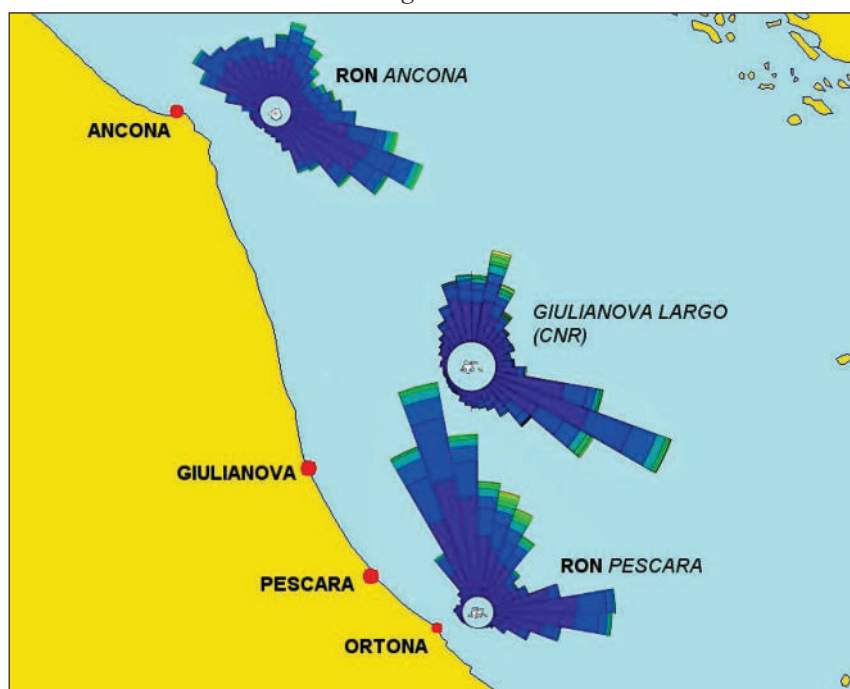 RON ANCONA
ANCONA
GIULIANOVA LARGO
(CNR)
GIULIANOVA
RON PESCARA
PESCARA
ORTONA